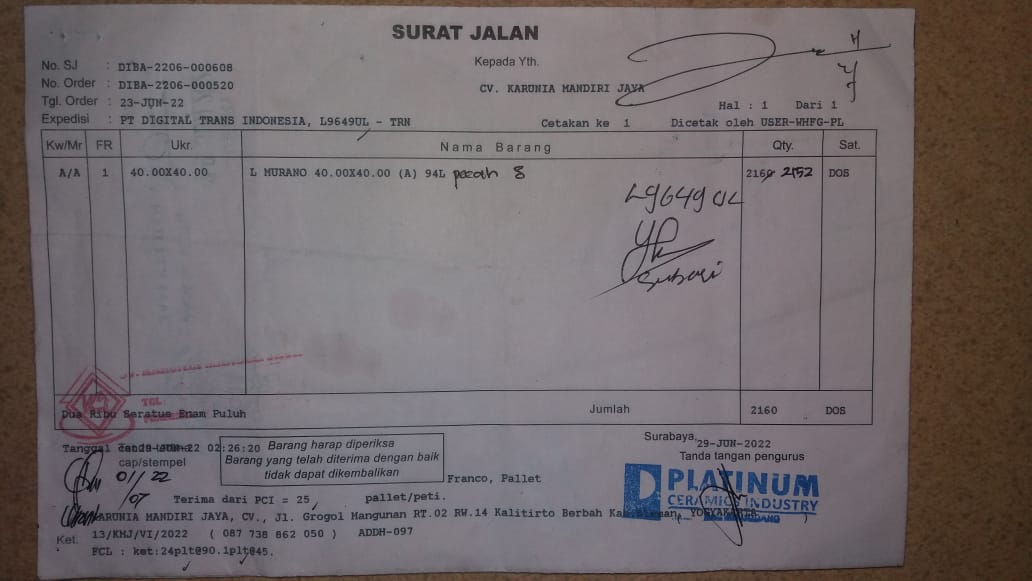 SURAT JALAN
No. SJ : DIBA-2206-000608
Kepada Yth.
No. Order : DIBA-2206-000520
CV. KARUNIA MANDIRI JAYA
Tgl. Order : 23-JUN-22
Hal : 1 Dari 1
Expedisi : PT DIGITAL TRANS INDONESIA, L9649UL - TRN Cetakan ke 1 Dicetak oleh USER-WHFG-PL
Kw/Mr FR Ukr. Nama Barang Qty. Sat.
A/A 1 40.00X40.00 L MURANO 40.00X40.00 (A) 94L pecah 8 2160 2152 DOS
L9649 UL
Subari
TGL:
Dua Ribu Seratus Enam Puluh Jumlah 2160 DOS
Surabaya, 29-JUN-2022
Tanggal 29-JUN-22 02:26:20 Barang harap diperiksa
Tanda tangan pengurus
cap/stempel Barang yang telah diterima dengan baik
tidak dapat dikembalikan
01/22
/07
Franco, Pallet
PLATINUM
CERAMICS INDUSTRY
Terima dari PCI = 25, pallet/peti.
KARUNIA MANDIRI JAYA, CV., Jl. Grogol Mangunan RT.02 RW.14 Kalitirto Berbah YOGYAKARTA
Ket. 13/KMJ/VI/2022 ( 087 738 862 050 ) ADDH-097
FCL : ket:24plt@90.1plt@45.